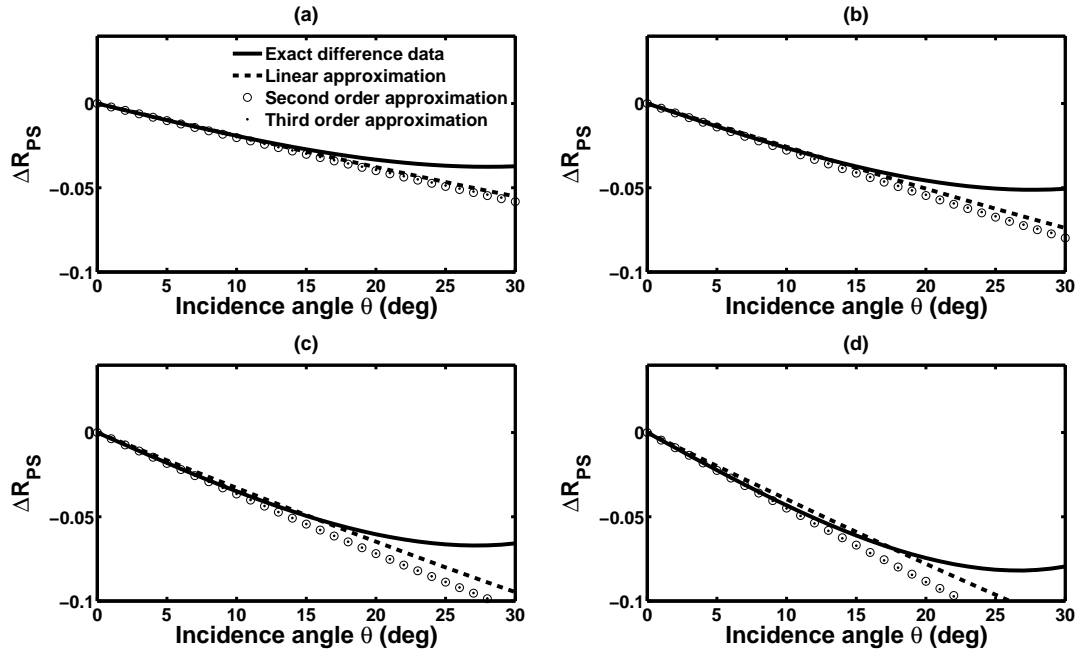 (a)
Exact difference data
Linear approximation
Second order approximation
Third order approximation
0
−0.05
−0.1
ΔR_PS
0 5 10 15 20 25 30
Incidence angle θ (deg)
(b)
0
−0.05
−0.1
ΔR_PS
0 5 10 15 20 25 30
Incidence angle θ (deg)
(c)
0
−0.05
−0.1
ΔR_PS
0 5 10 15 20 25 30
Incidence angle θ (deg)
(d)
0
−0.05
−0.1
ΔR_PS
0 5 10 15 20 25 30
Incidence angle θ (deg)